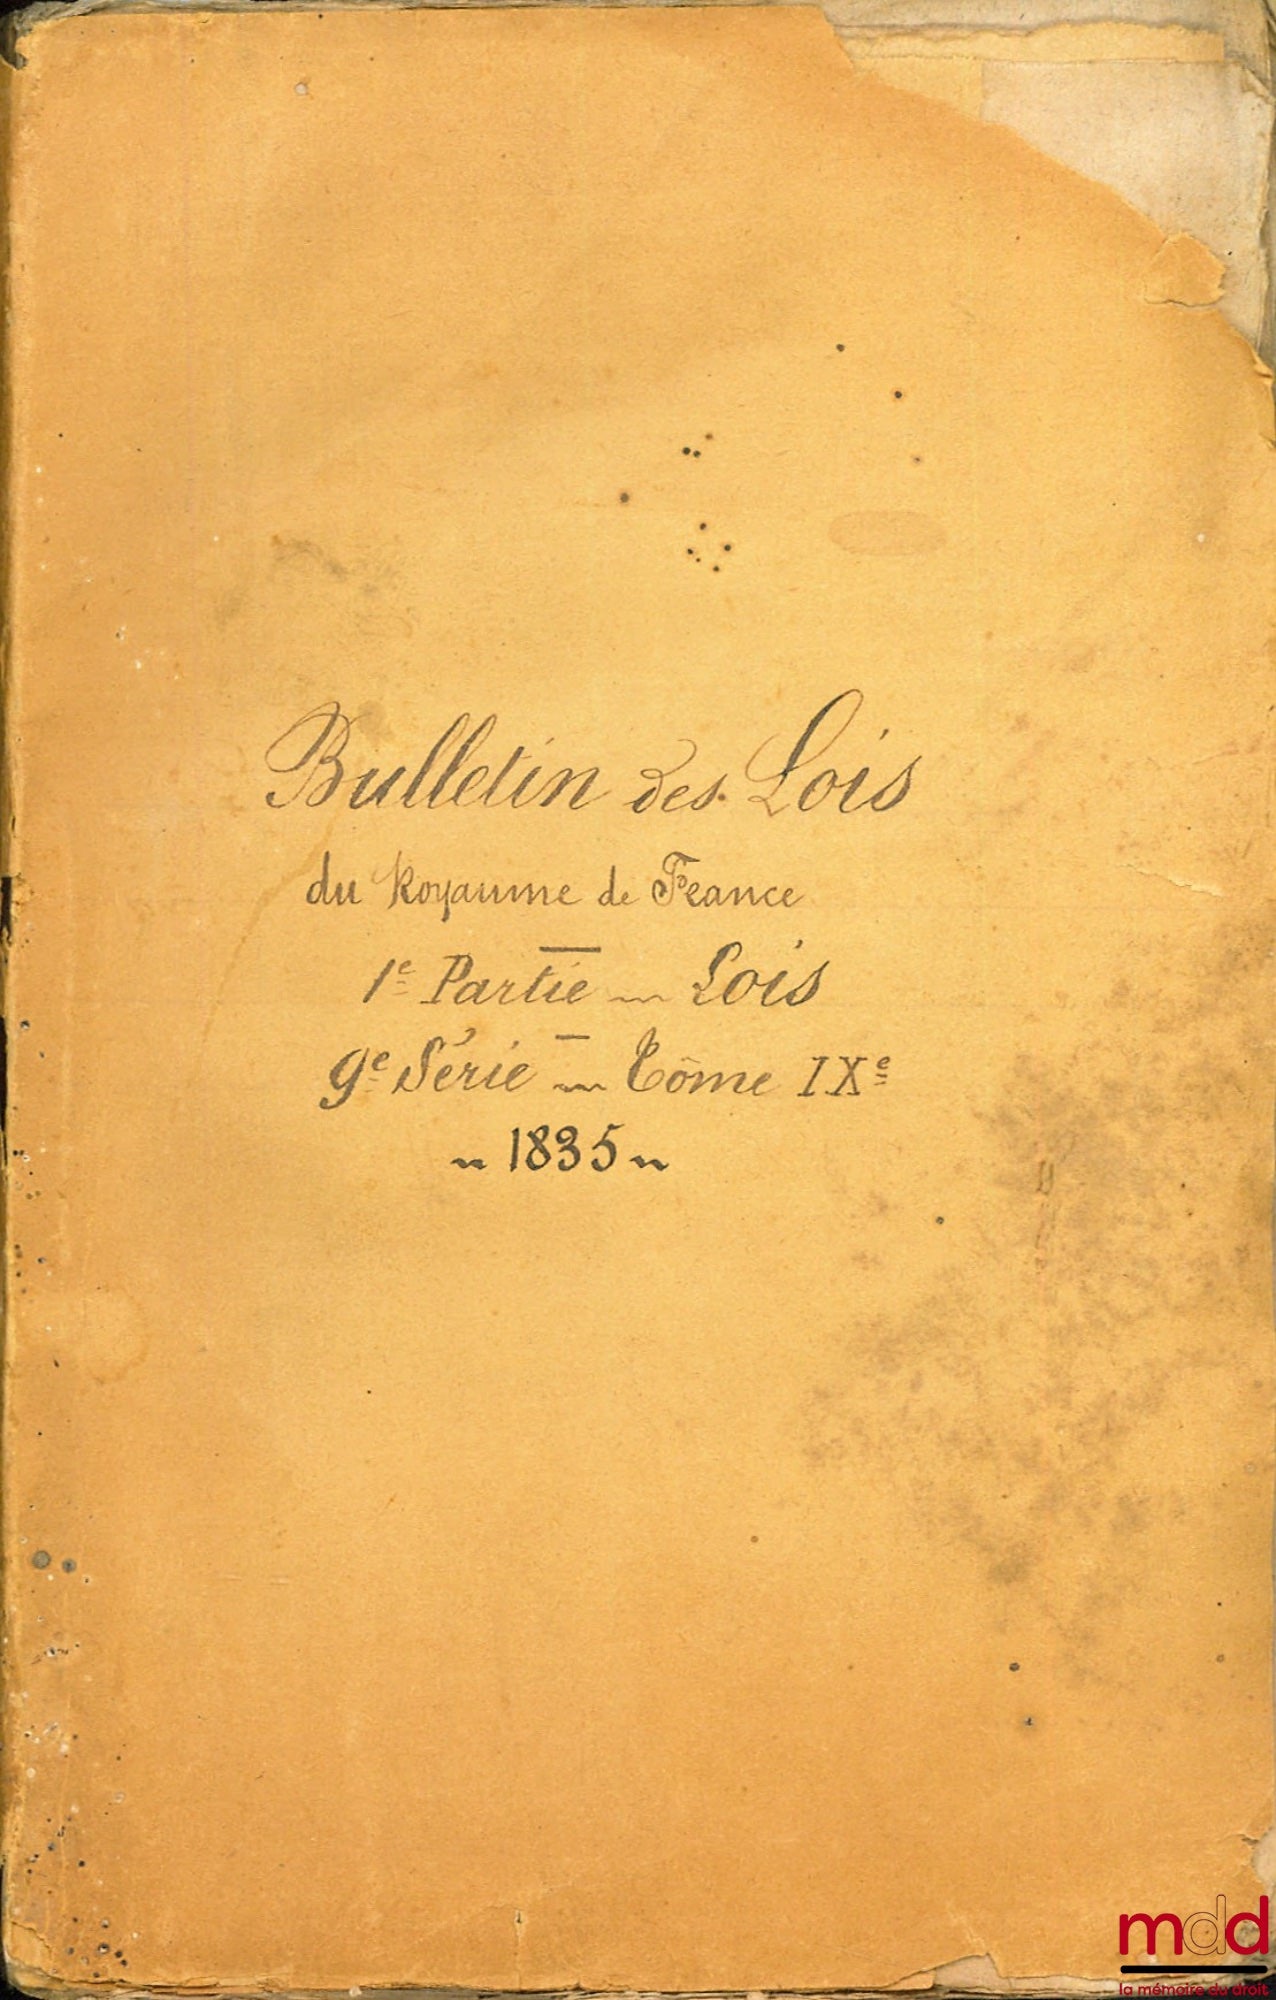 Bulletin des Lois
du Royaume de France
1e Partie ~ Lois
9e Série ~ Tôme IXe
~ 1835 ~
mdd
la mémoire du droit